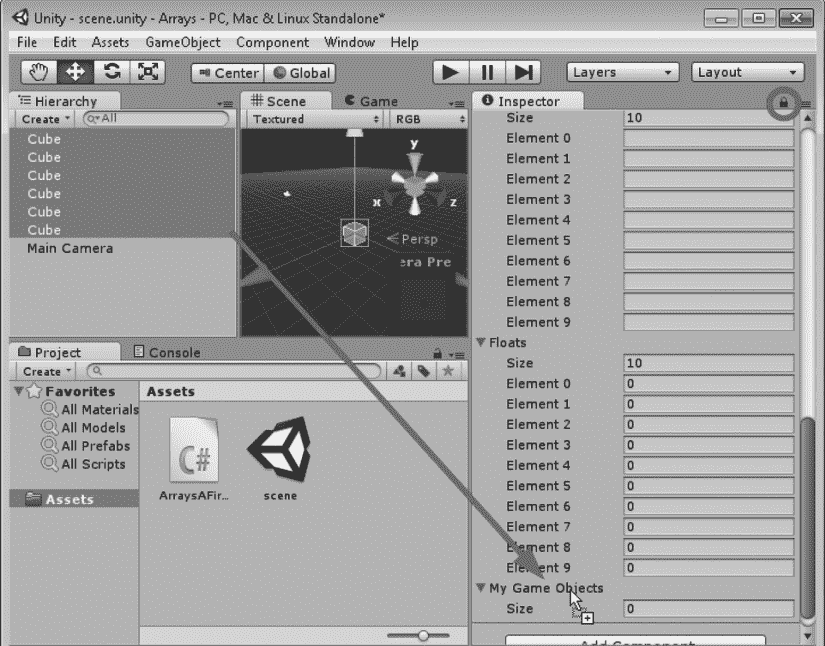 Unity - scene.unity - Arrays - PC, Mac & Linux Standalone*
File Edit Assets GameObject Component Window Help
Center Global Layers Layout
Hierarchy
Create All
Cube
Cube
Cube
Cube
Cube
Cube
Main Camera
Scene Game
Textured RGB
y
x z
Persp
era Pre
Inspector
Size 10
Element 0
Element 1
Element 2
Element 3
Element 4
Element 5
Element 6
Element 7
Element 8
Element 9
Floats
Size 10
Element 0 0
Element 1 0
Element 2 0
Element 3 0
Element 4 0
Element 5 0
Element 6 0
Element 7 0
Element 8 0
Element 9 0
My Game Objects
Size 0
Add Component
Project Console
Create
Favorites
All Materials
All Models
All Prefabs
All Scripts
Assets
Assets
C#
ArraysAFir...
scene